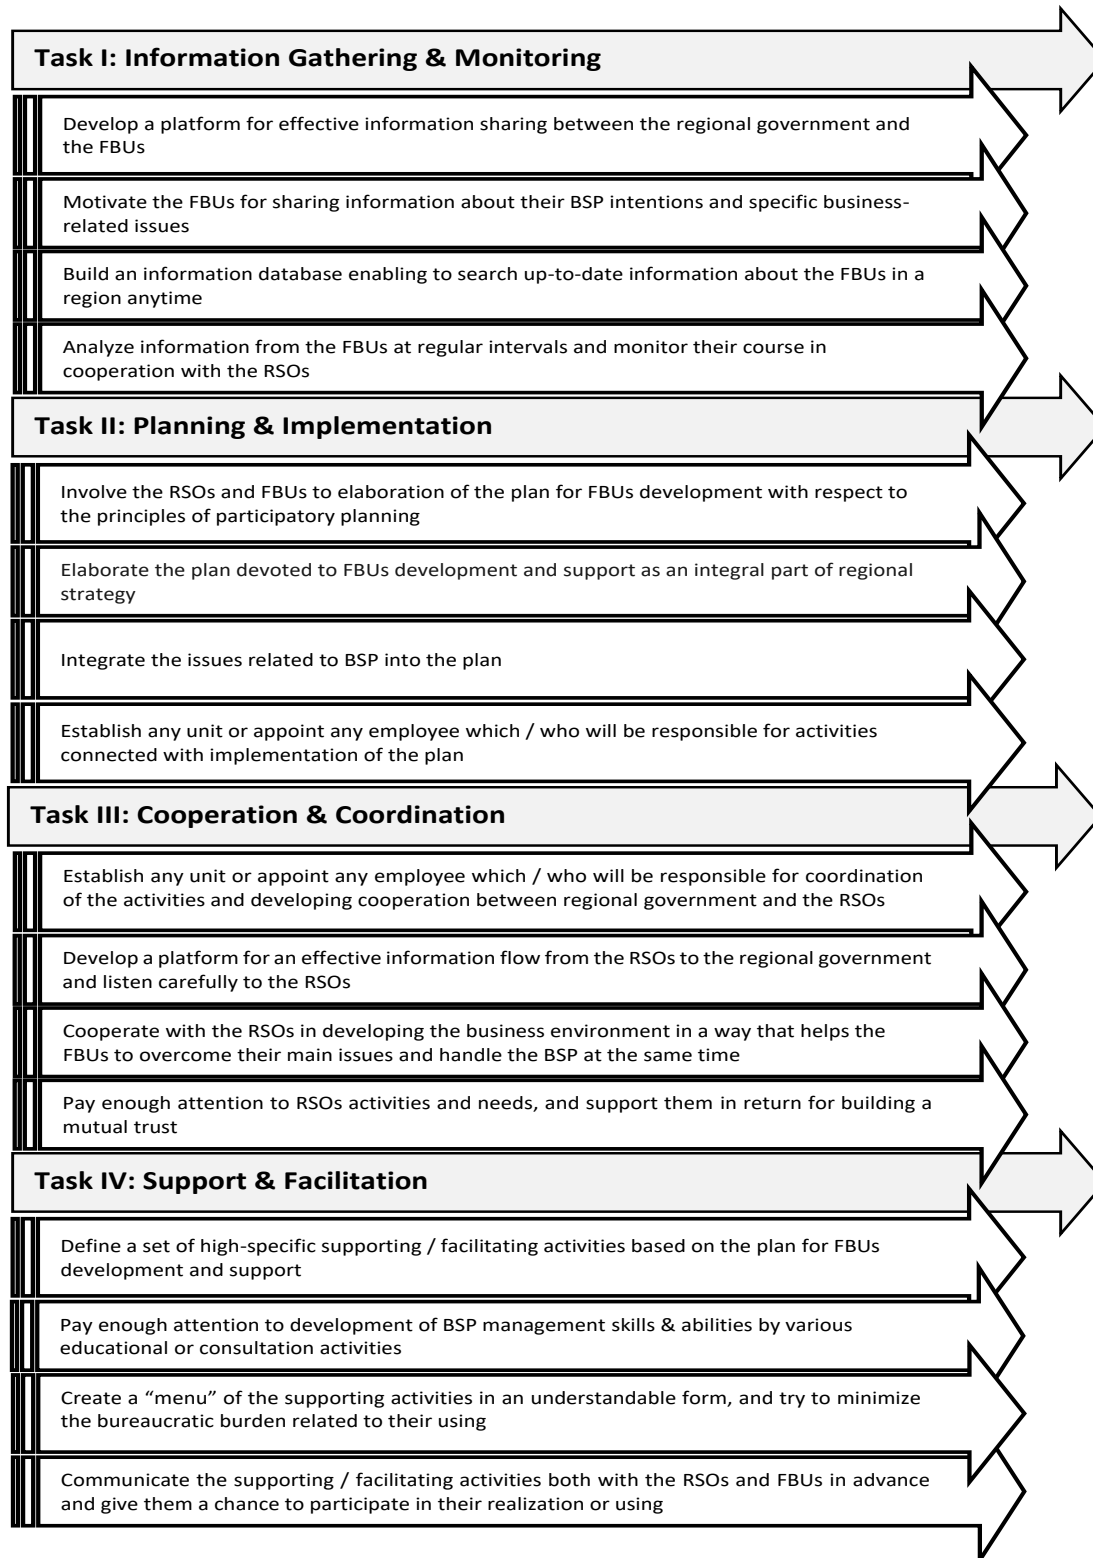 Task I: Information Gathering & Monitoring
Develop a platform for effective information sharing between the regional government and
the FBUs
Motivate the FBUs for sharing information about their BSP intentions and specific business-
related issues
Build an information database enabling to search up-to-date information about the FBUs in a
region anytime
Analyze information from the FBUs at regular intervals and monitor their course in
cooperation with the RSOs
Task II: Planning & Implementation
Involve the RSOs and FBUs to elaboration of the plan for FBUs development with respect to
the principles of participatory planning
Elaborate the plan devoted to FBUs development and support as an integral part of regional
strategy
Integrate the issues related to BSP into the plan
Establish any unit or appoint any employee which / who will be responsible for activities
connected with implementation of the plan
Task III: Cooperation & Coordination
Establish any unit or appoint any employee which / who will be responsible for coordination
of the activities and developing cooperation between regional government and the RSOs
Develop a platform for an effective information flow from the RSOs to the regional government
and listen carefully to the RSOs
Cooperate with the RSOs in developing the business environment in a way that helps the
FBUs to overcome their main issues and handle the BSP at the same time
Pay enough attention to RSOs activities and needs, and support them in return for building a
mutual trust
Task IV: Support & Facilitation
Define a set of high-specific supporting / facilitating activities based on the plan for FBUs
development and support
Pay enough attention to development of BSP management skills & abilities by various
educational or consultation activities
Create a “menu” of the supporting activities in an understandable form, and try to minimize
the bureaucratic burden related to their using
Communicate the supporting / facilitating activities both with the RSOs and FBUs in advance
and give them a chance to participate in their realization or using